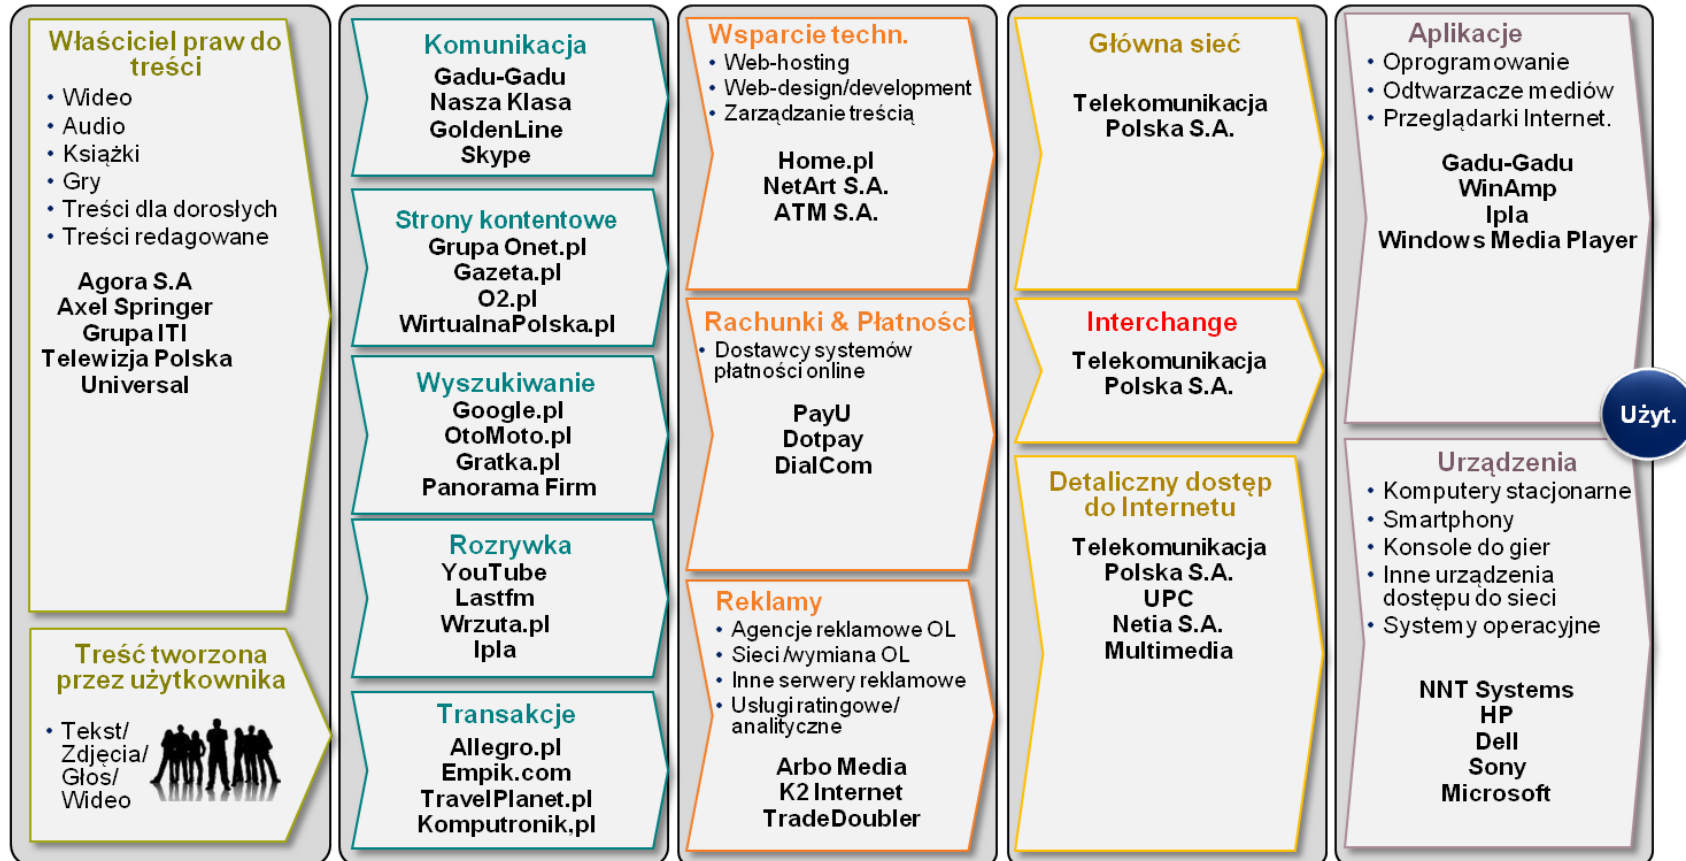 Właściciel praw do
treści
• Wideo
• Audio
• Książki
• Gry
• Treści dla dorosłych
• Treści redagowane
Agora S.A
Axel Springer
Grupa ITI
Telewizja Polska
Universal
Treść tworzona
przez użytkownika
• Tekst/
Zdjęcia/
Głos/
Wideo
Komunikacja
Gadu-Gadu
Nasza Klasa
GoldenLine
Skype
Strony kontentowe
Grupa Onet.pl
Gazeta.pl
O2.pl
WirtualnaPolska.pl
Wyszukiwanie
Google.pl
OtoMoto.pl
Gratka.pl
Panorama Firm
Rozrywka
YouTube
Lastfm
Wrzuta.pl
Ipla
Transakcje
Allegro.pl
Empik.com
TravelPlanet.pl
Komputronik,pl
Wsparcie techn.
• Web-hosting
• Web-design/development
• Zarządzanie treścią
Home.pl
NetArt S.A.
ATM S.A.
Rachunki & Płatności
• Dostawcy systemów
płatności online
PayU
Dotpay
DialCom
Reklamy
• Agencje reklamowe OL
• Sieci /wymiana OL
• Inne serwery reklamowe
• Usługi ratingowe/
analityczne
Arbo Media
K2 Internet
TradeDoubler
Główna sieć
Telekomunikacja
Polska S.A.
Interchange
Telekomunikacja
Polska S.A.
Detaliczny dostęp
do Internetu
Telekomunikacja
Polska S.A.
UPC
Netia S.A.
Multimedia
Aplikacje
• Oprogramowanie
• Odtwarzacze mediów
• Przeglądarki Internet.
Gadu-Gadu
WinAmp
Ipla
Windows Media Player
Użyt.
Urządzenia
• Komputery stacjonarne
• Smartphony
• Konsole do gier
• Inne urządzenia
dostępu do sieci
• Systemy operacyjne
NNT Systems
HP
Dell
Sony
Microsoft